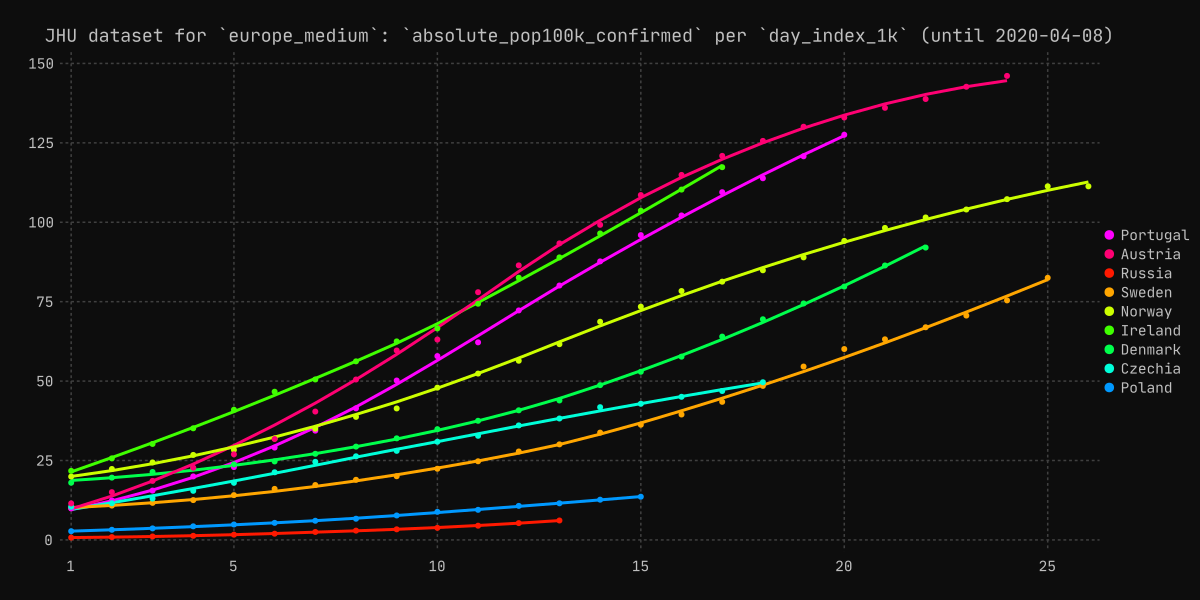 JHU dataset for `europe_medium`: `absolute_pop100k_confirmed` per `day_index_1k` (until 2020-04-08)
150
125
100
75
50
25
0
1 5 10 15 20 25
Portugal
Austria
Russia
Sweden
Norway
Ireland
Denmark
Czechia
Poland